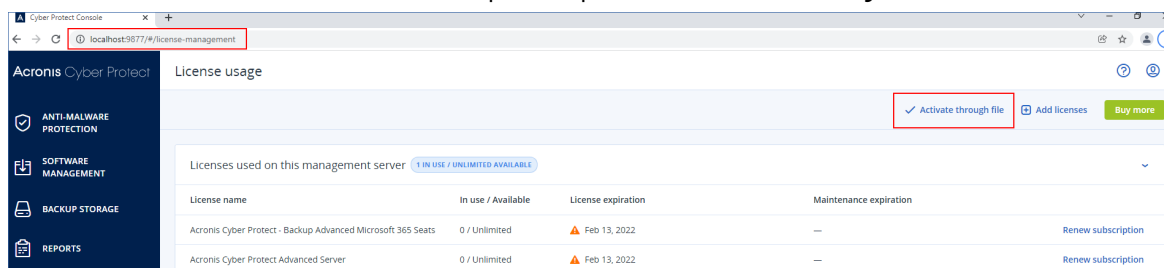 Cyber Protect Console
localhost:9877/#/license-management
Acronis Cyber Protect
License usage
ANTI-MALWARE
PROTECTION
Activate through file
Add licenses
Buy more
SOFTWARE
MANAGEMENT
Licenses used on this management server 1 IN USE / UNLIMITED AVAILABLE
BACKUP STORAGE
License name In use / Available License expiration Maintenance expiration
Acronis Cyber Protect - Backup Advanced Microsoft 365 Seats 0 / Unlimited Feb 13, 2022 — Renew subscription
REPORTS
Acronis Cyber Protect Advanced Server 0 / Unlimited Feb 13, 2022 — Renew subscription